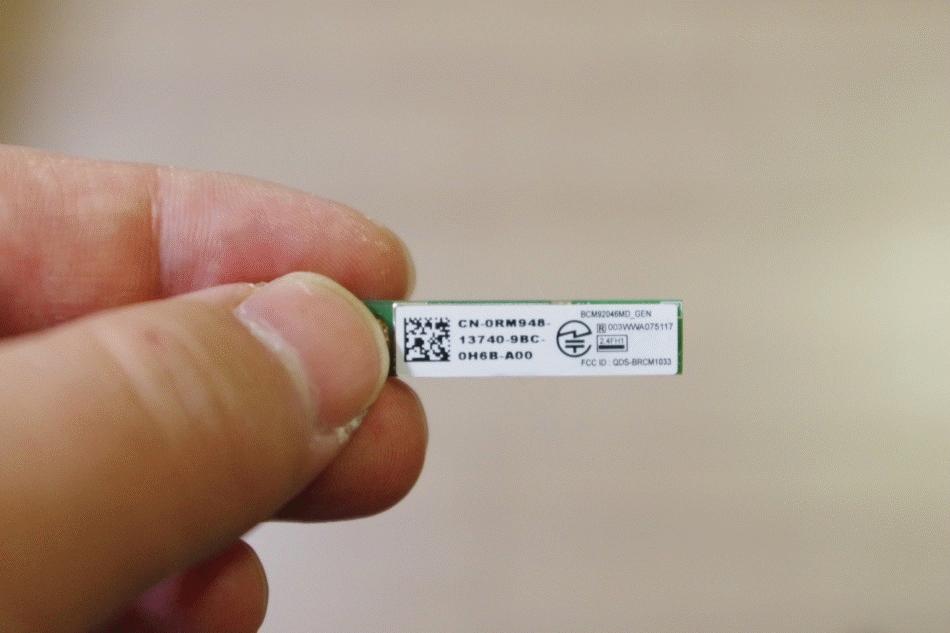 CN-0RM948-
13740-9BC-
0H6B-A00
BCM92046MD_GEN
R 003WWA075117
2.4FH1
FCC ID : QDS-BRCM1033